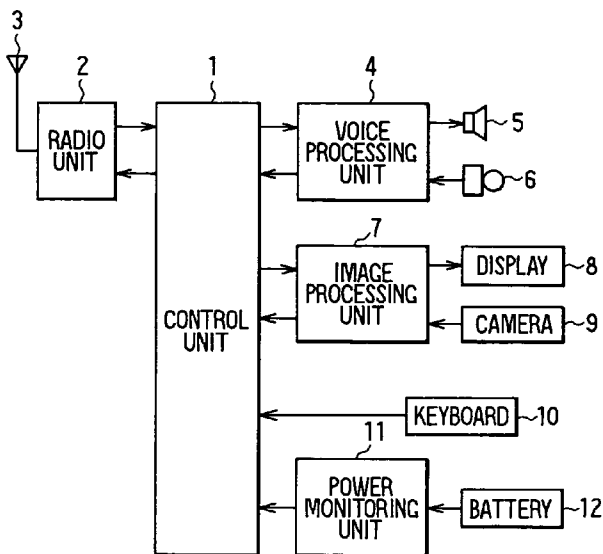 3
2
1
4
RADIO
UNIT
VOICE
PROCESSING
UNIT
5
6
7
CONTROL
UNIT
IMAGE
PROCESSING
UNIT
DISPLAY
8
CAMERA
9
KEYBOARD
10
11
POWER
MONITORING
UNIT
BATTERY
12